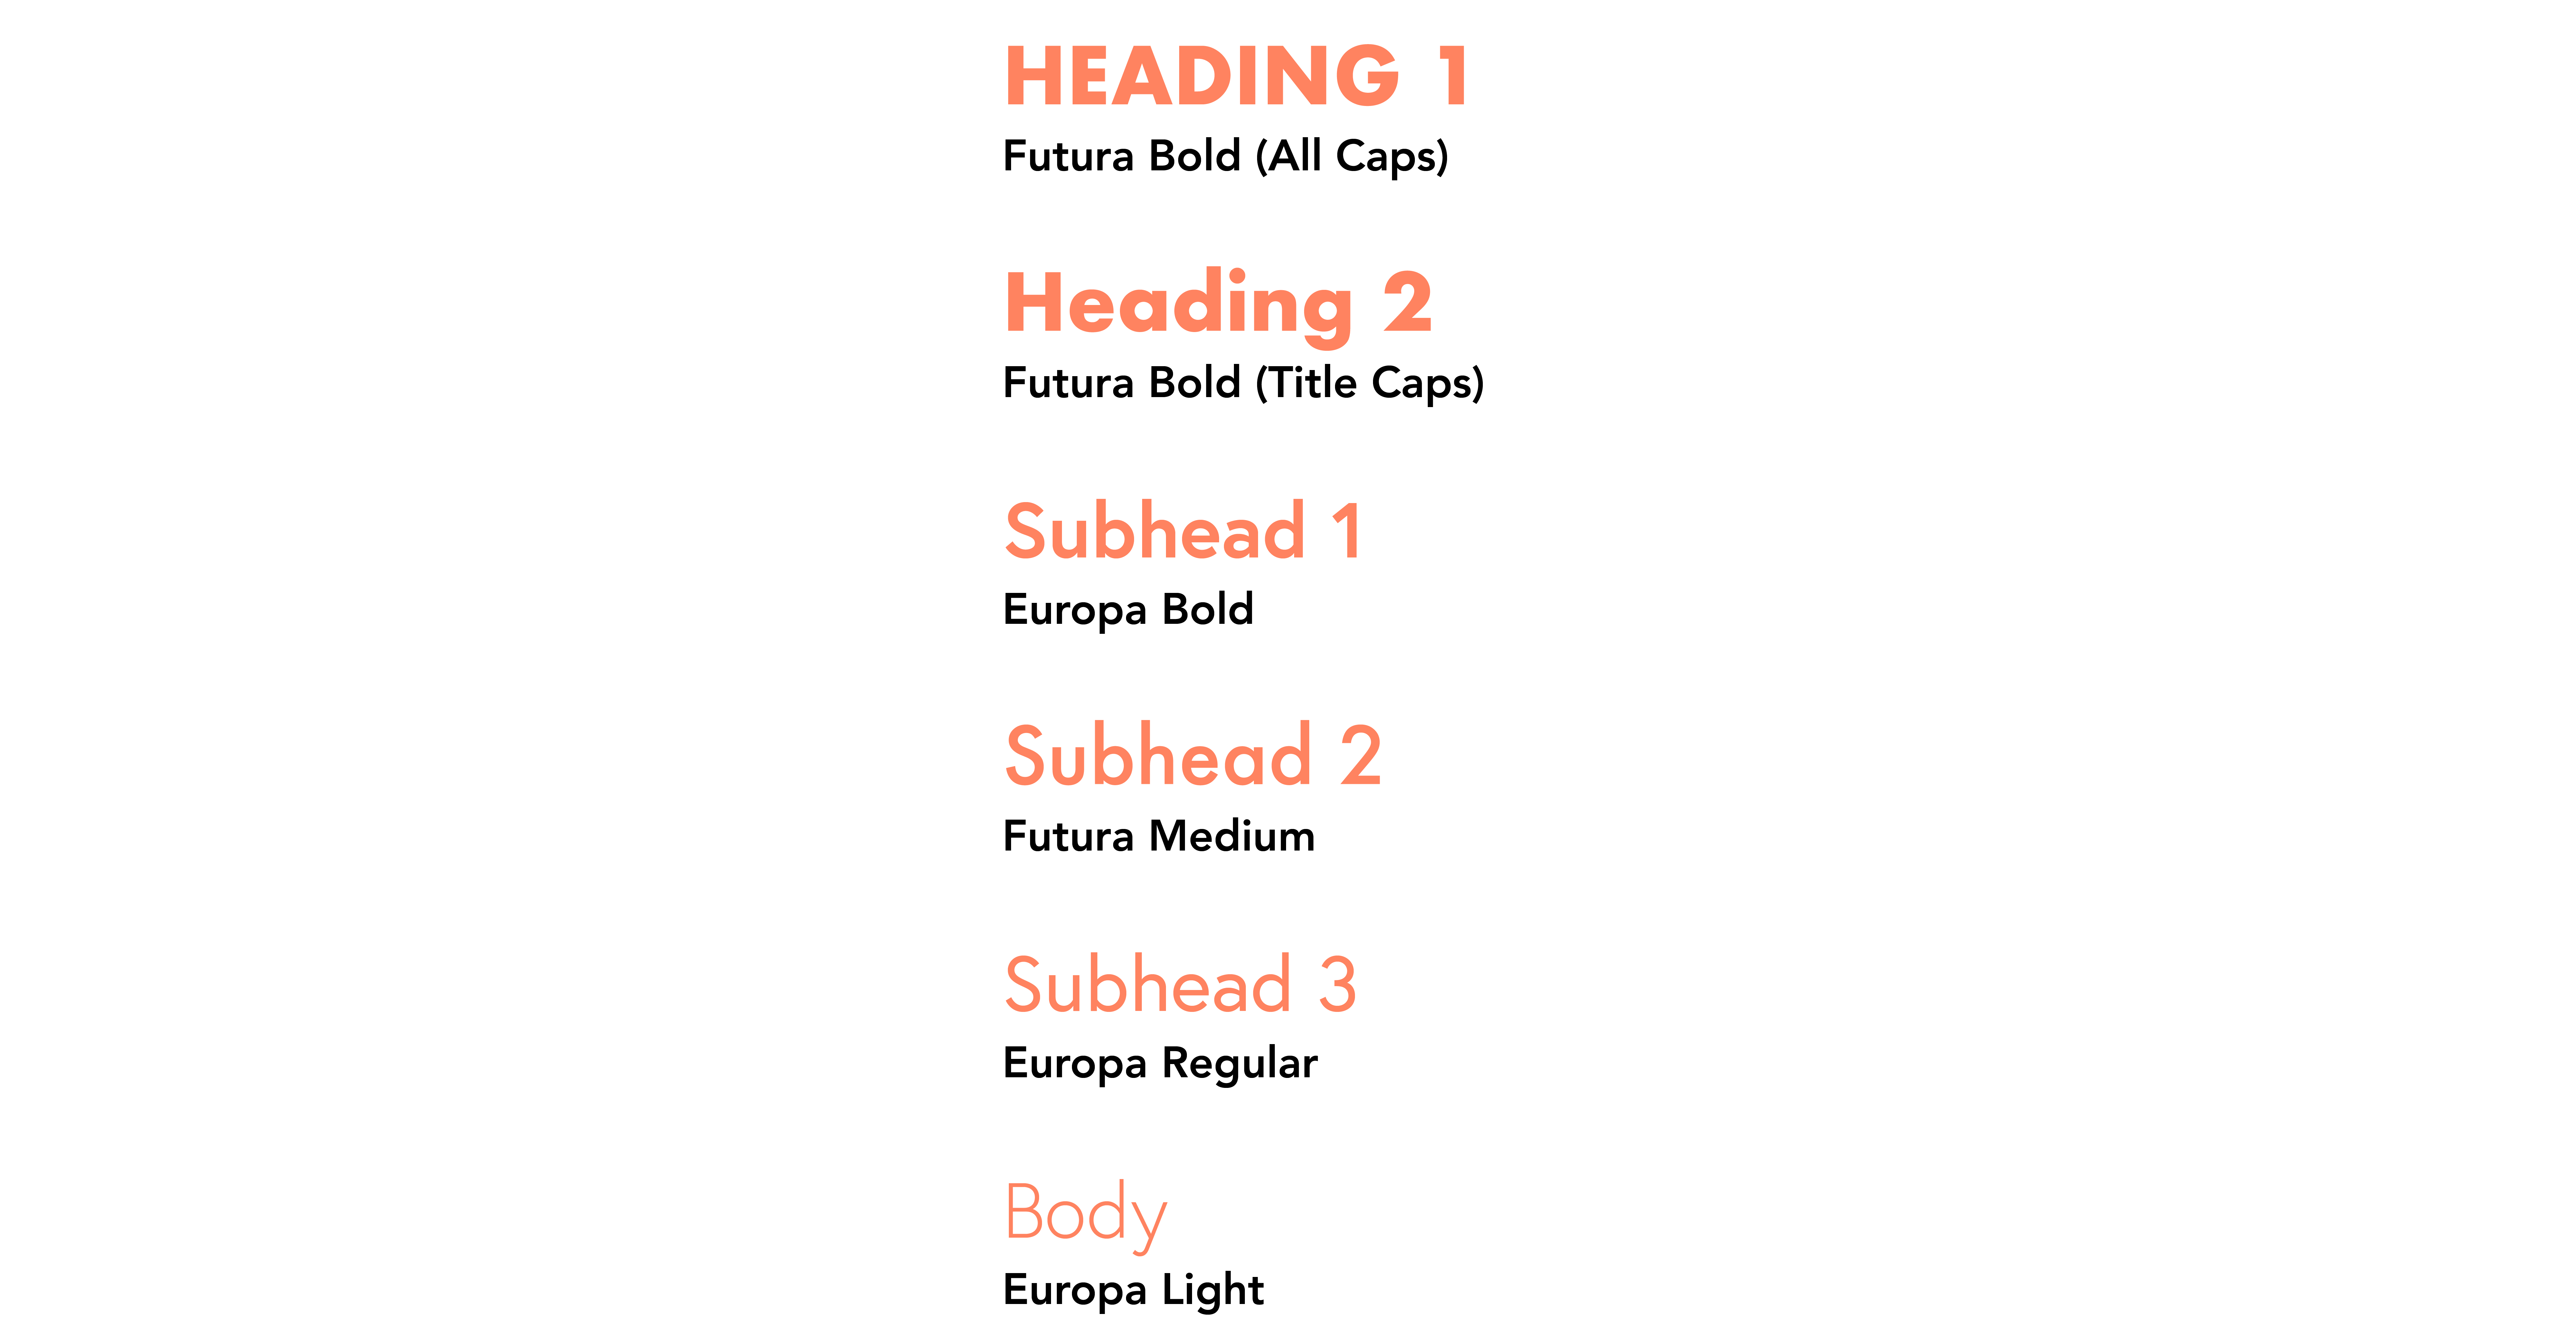 HEADING 1
Futura Bold (All Caps)
Heading 2
Futura Bold (Title Caps)
Subhead 1
Europa Bold
Subhead 2
Futura Medium
Subhead 3
Europa Regular
Body
Europa Light